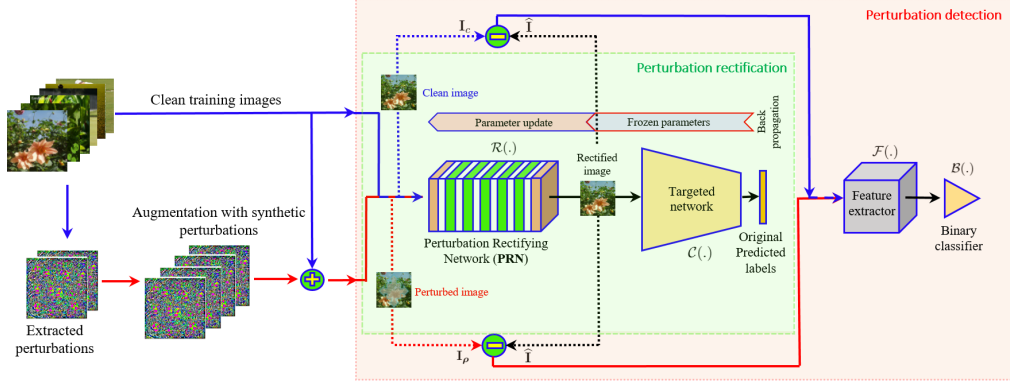 Perturbation detection
I_c
Î
Perturbation rectification
Clean training images
Clean image
Parameter update
Frozen parameters
Back
propagation
R(.)
Rectified
image
F(.)
B(.)
Augmentation with synthetic
perturbations
Targeted
network
Feature
extractor
Perturbation Rectifying
Network (PRN)
C(.)
Original
Predicted
labels
Binary
classifier
Perturbed image
Extracted
perturbations
I_ρ
Î